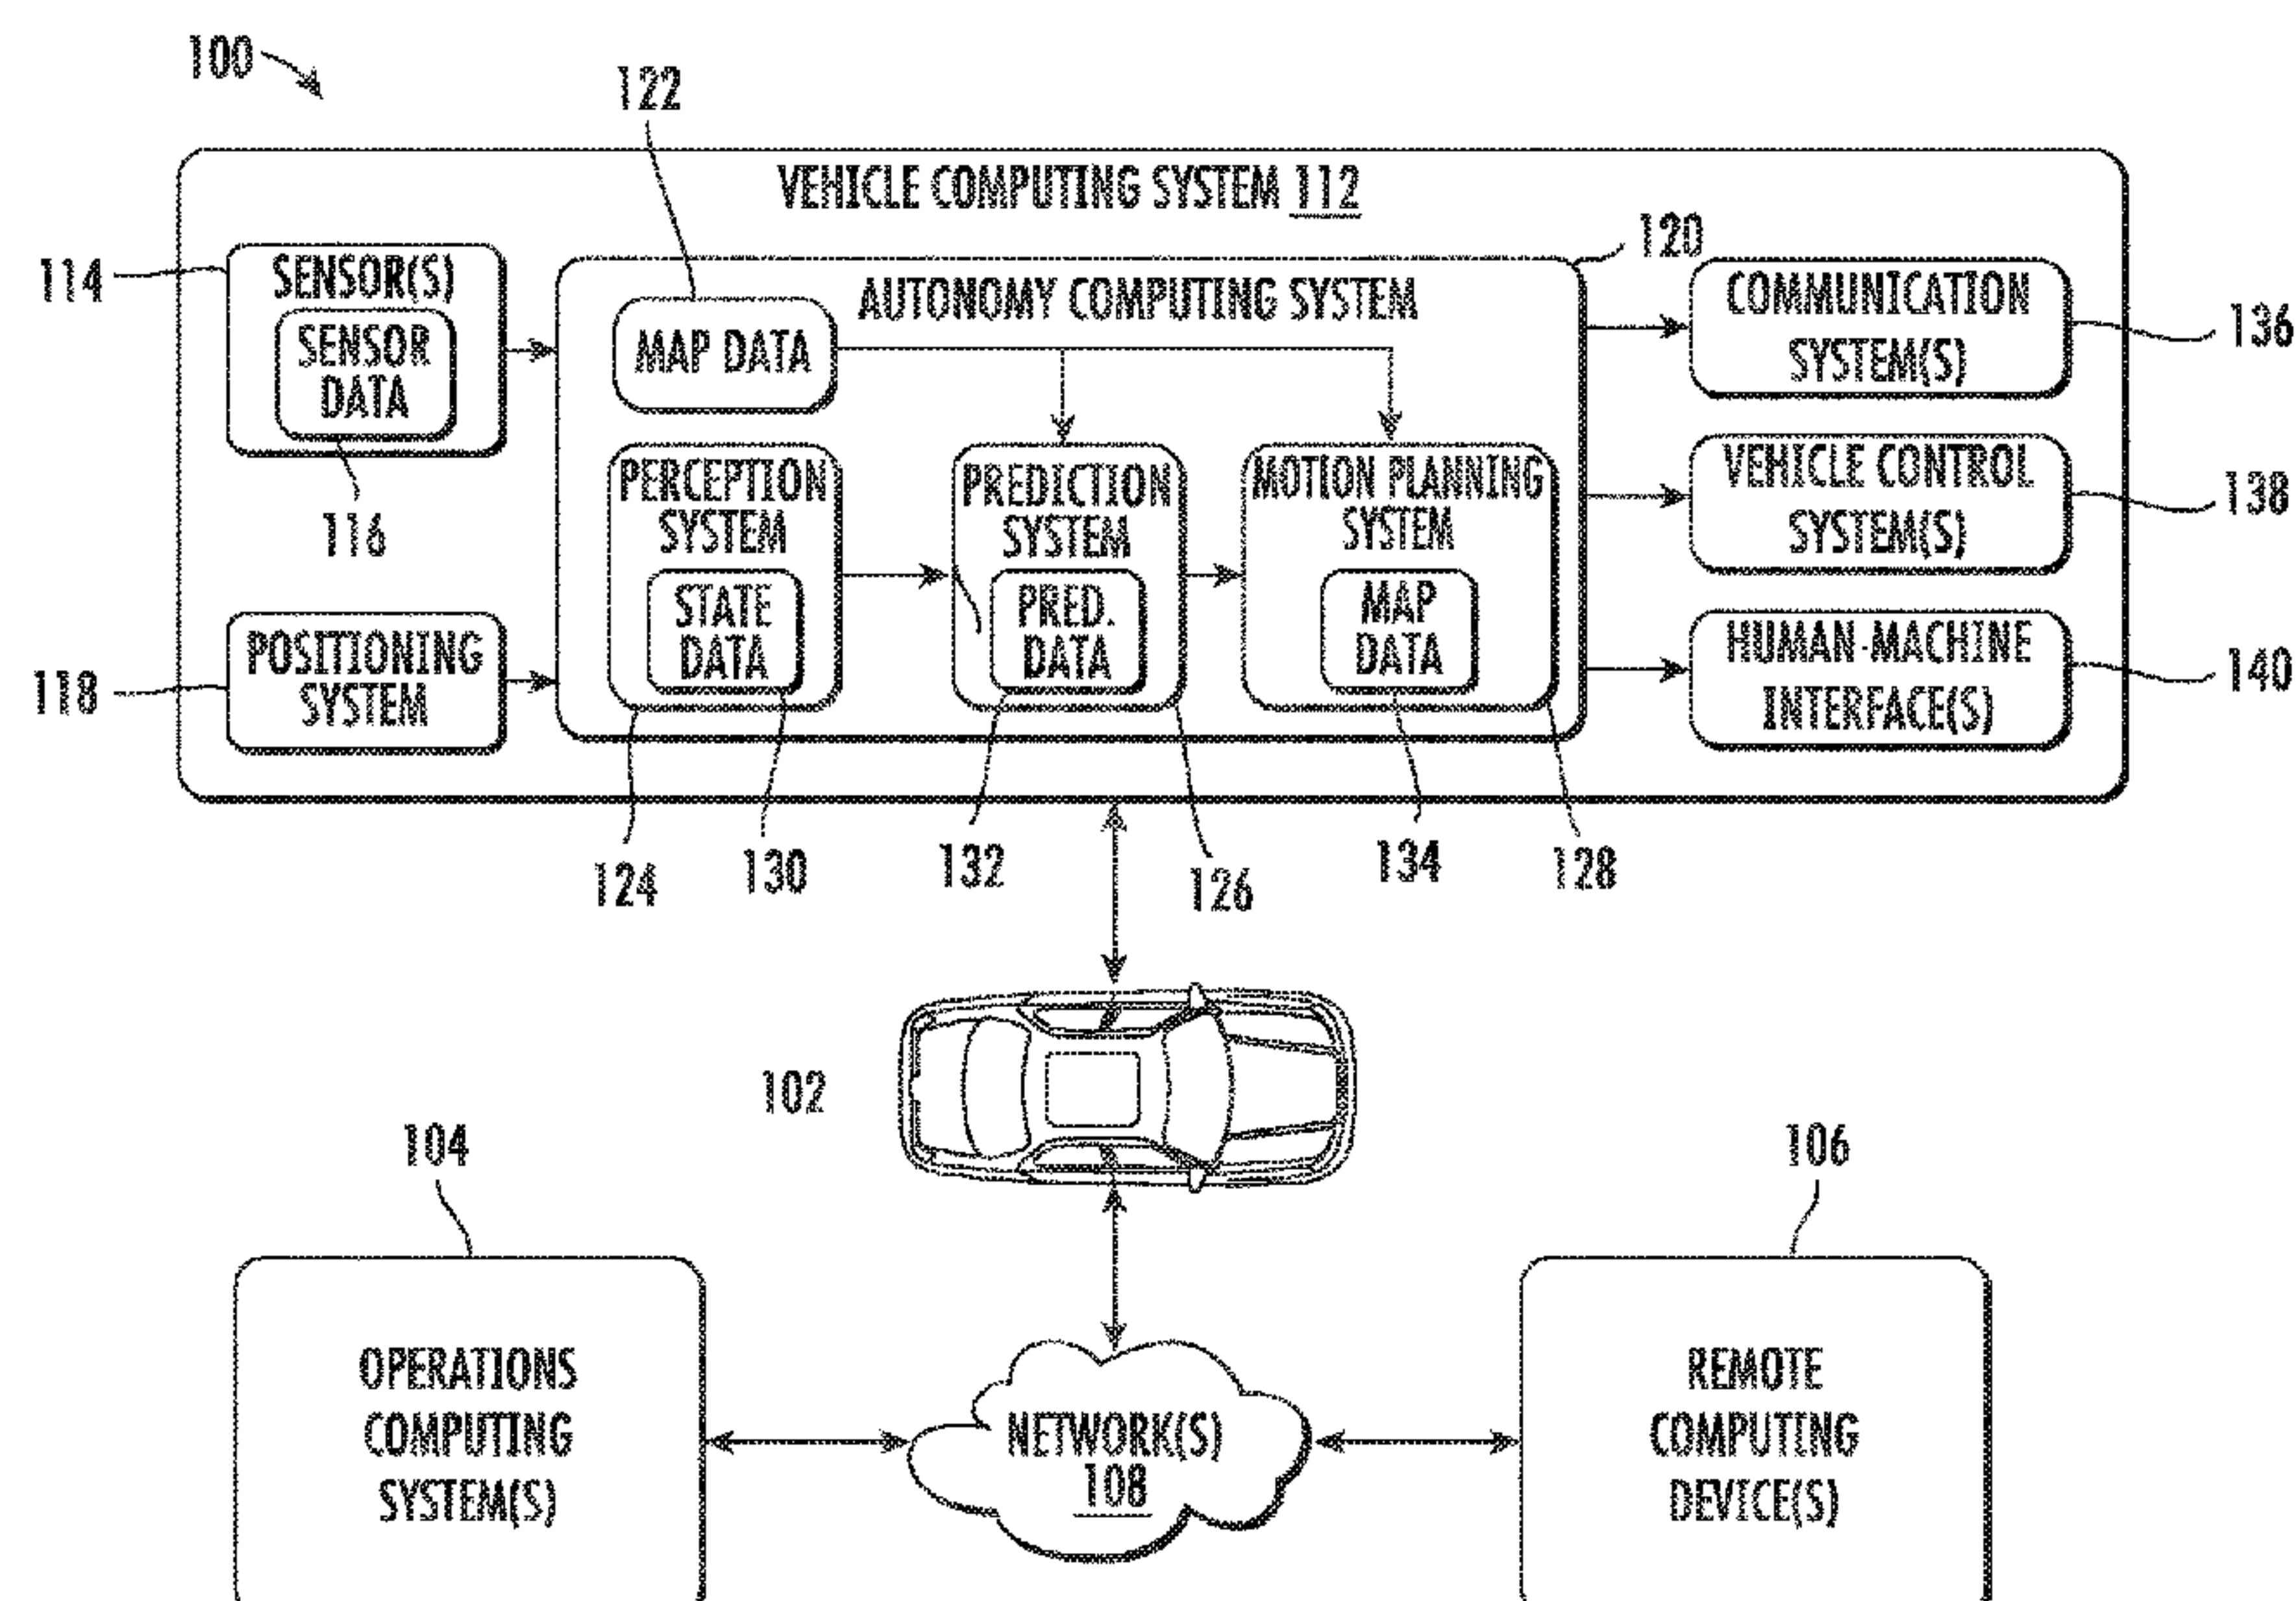 100
122
VEHICLE COMPUTING SYSTEM 112
120
114
SENSOR(S)
SENSOR
DATA
116
AUTONOMY COMPUTING SYSTEM
MAP DATA
COMMUNICATION
SYSTEM(S)
136
PERCEPTION
SYSTEM
STATE
DATA
PREDICTION
SYSTEM
PRED.
DATA
MOTION PLANNING
SYSTEM
MAP
DATA
VEHICLE CONTROL
SYSTEM(S)
138
118
POSITIONING
SYSTEM
HUMAN-MACHINE
INTERFACE(S)
140
124
130
132
126
134
128
102
104
106
OPERATIONS
COMPUTING
SYSTEM(S)
NETWORK(S)
108
REMOTE
COMPUTING
DEVICE(S)